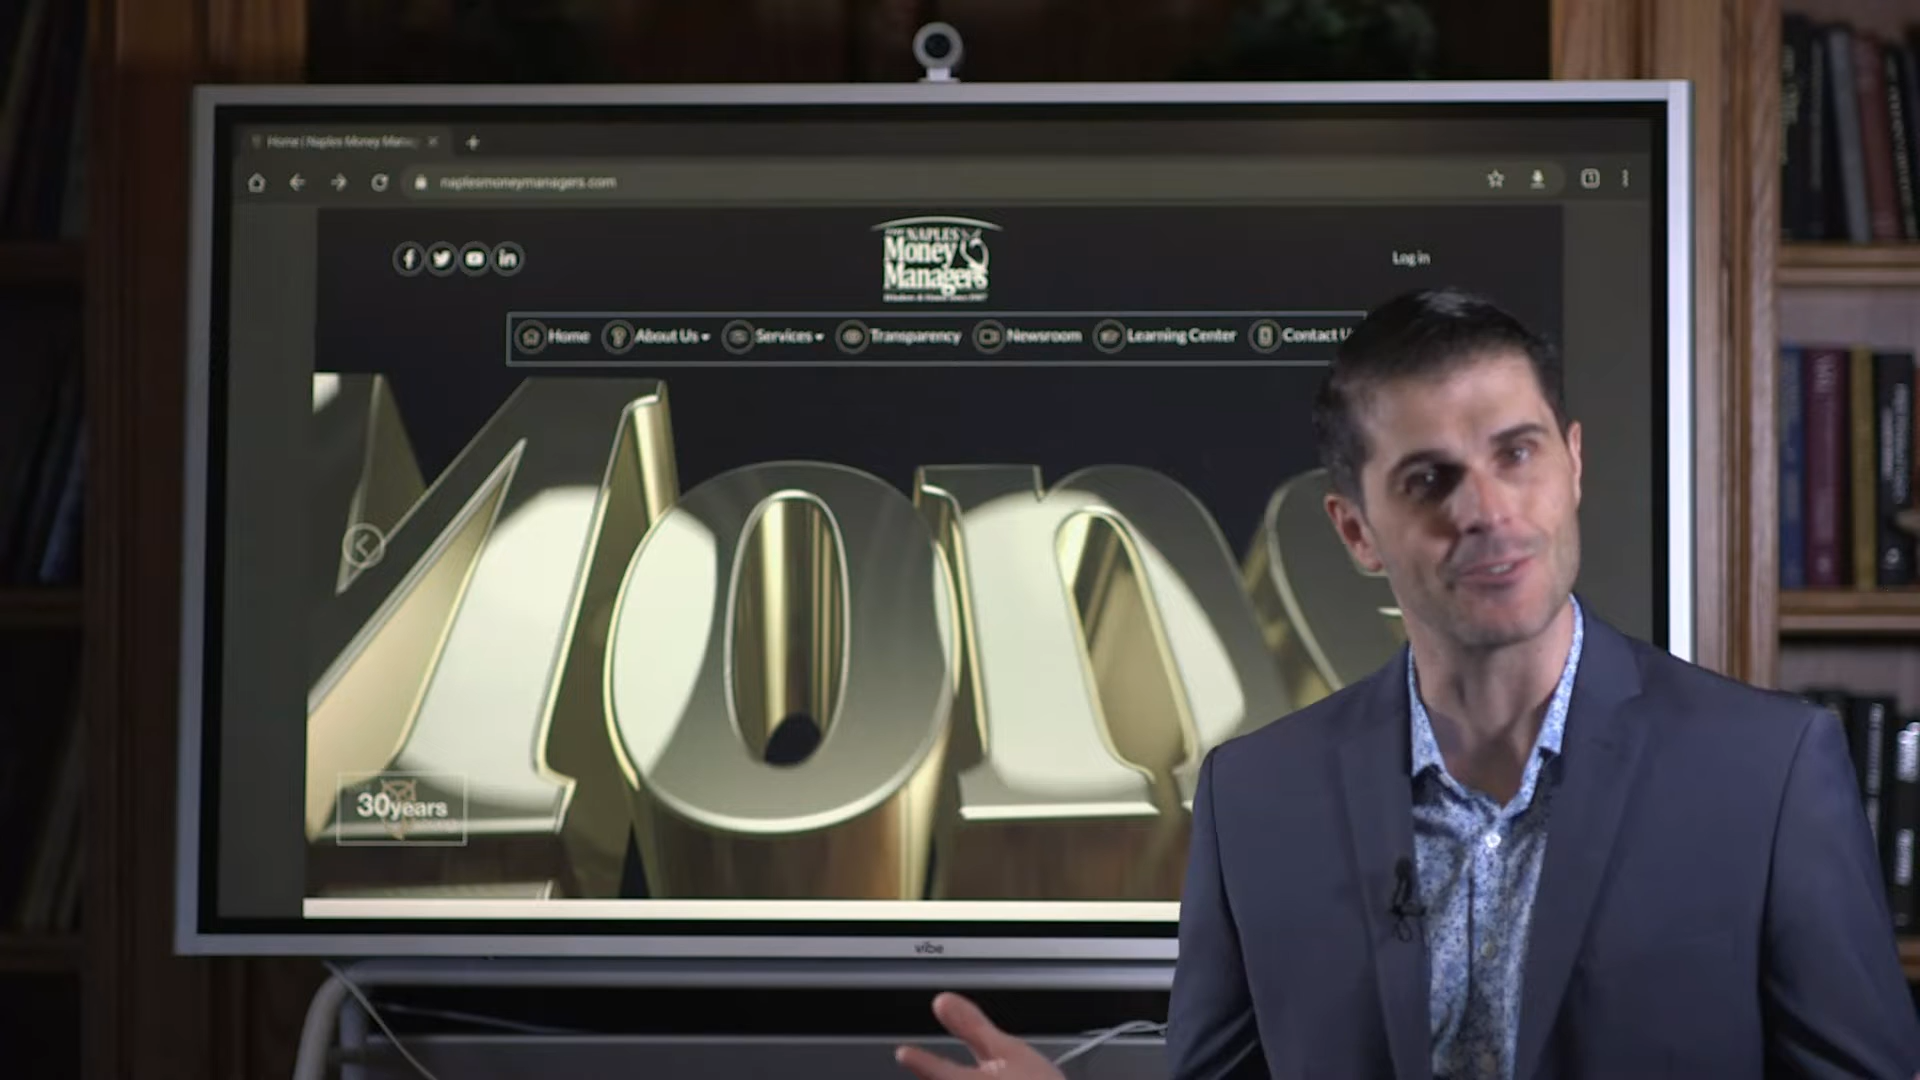 Home | Naples Money Mana
naplesmoneymanagers.com
NAPLES
Money
Managers
Log in
Home
About Us
Services
Transparency
Newsroom
Learning Center
Contact U
Mon
30years
vibe